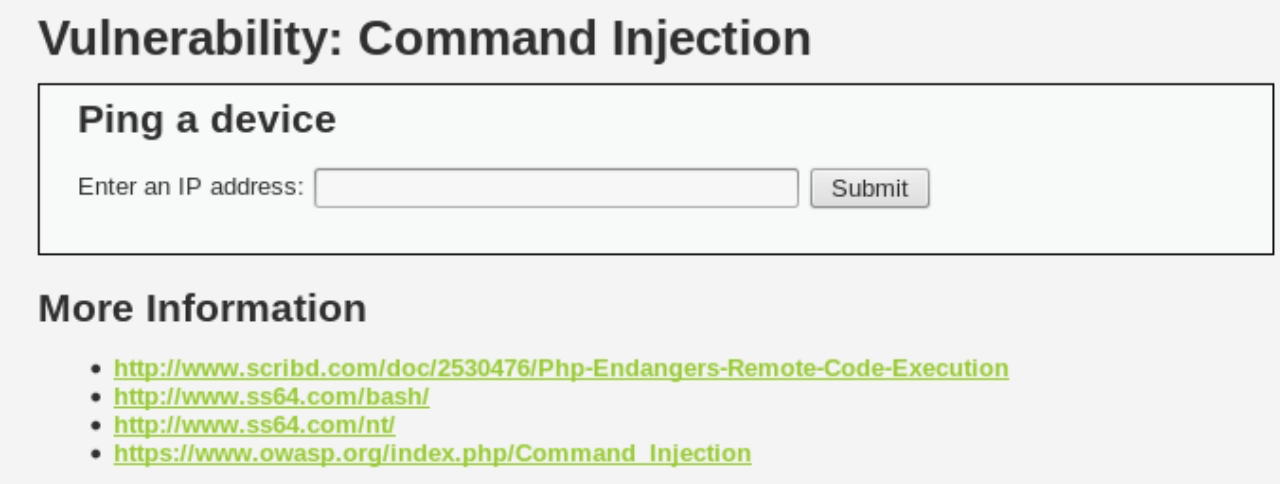 Vulnerability: Command Injection
Ping a device
Enter an IP address: Submit
More Information
http://www.scribd.com/doc/2530476/Php-Endangers-Remote-Code-Execution
http://www.ss64.com/bash/
http://www.ss64.com/nt/
https://www.owasp.org/index.php/Command_Injection